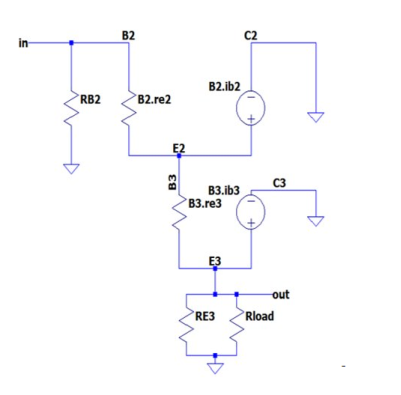 in
B2
C2
RB2
B2.re2
B2.ib2
E2
B3
B3.re3
B3.ib3
C3
E3
out
RE3
Rload